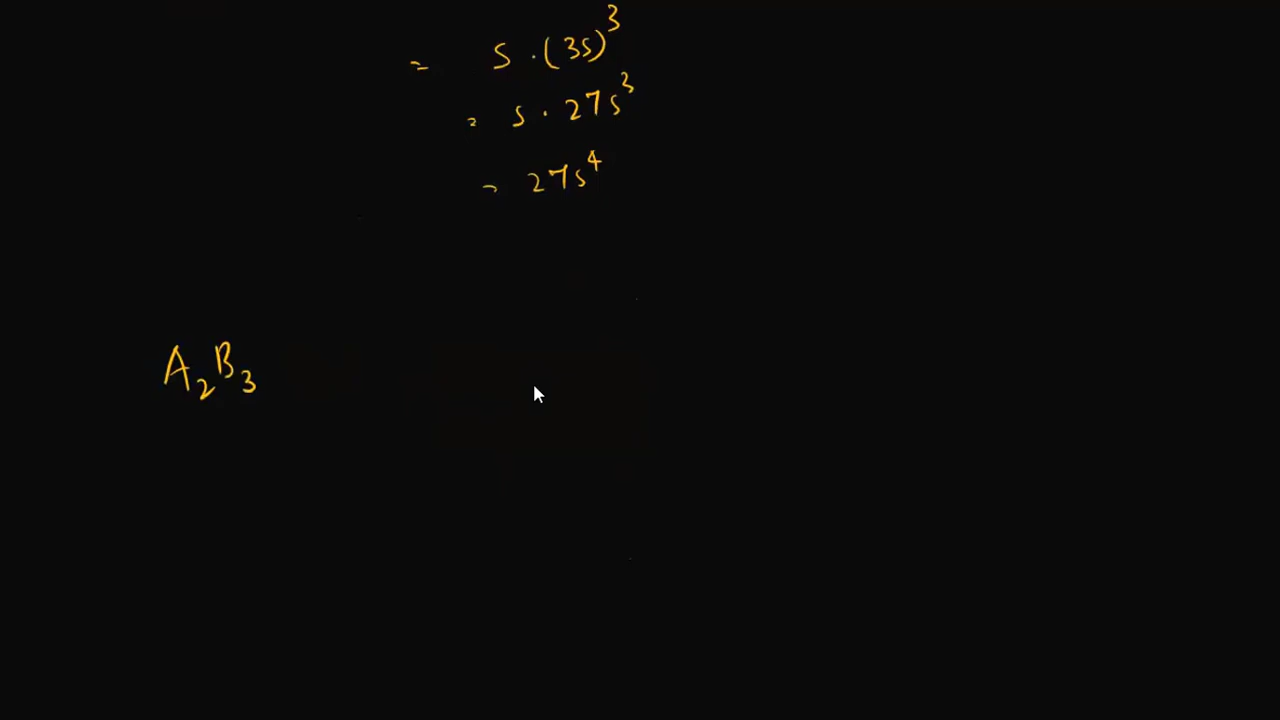 = S · (3S)³
= S · 27S³
= 27S⁴
A₂B₃